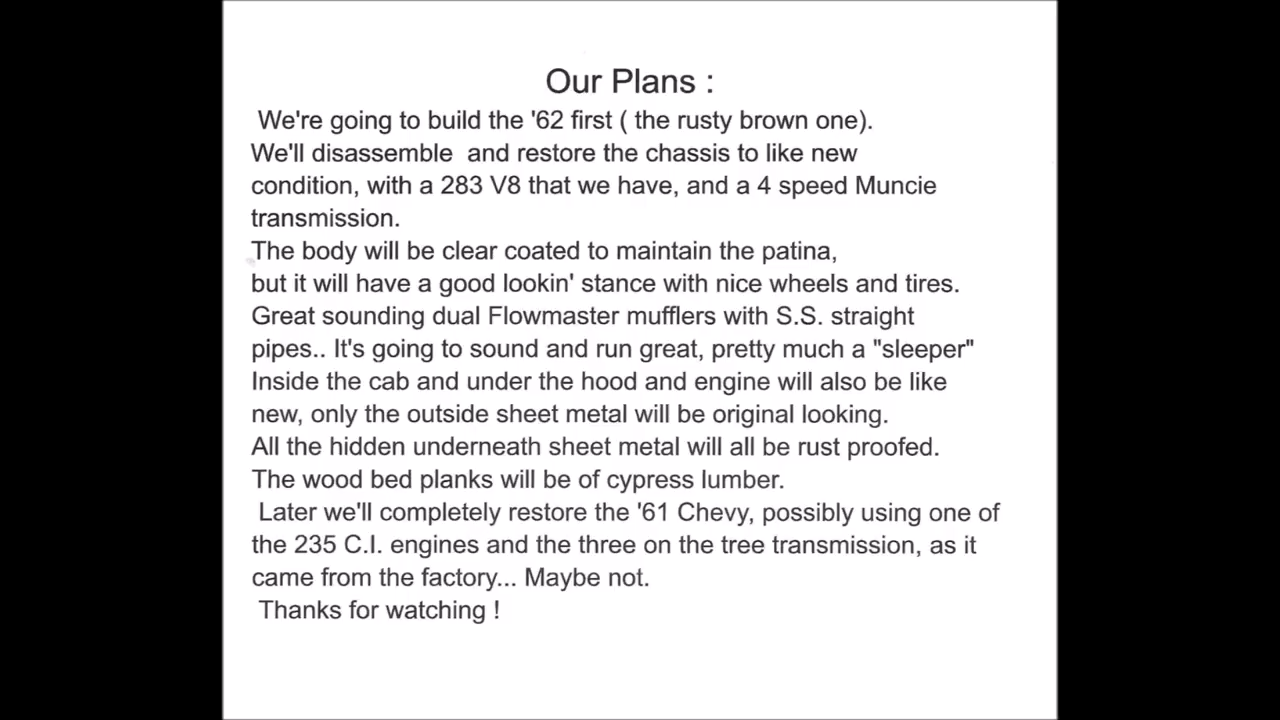 Our Plans :
We're going to build the '62 first ( the rusty brown one).
We'll disassemble  and restore the chassis to like new
condition, with a 283 V8 that we have, and a 4 speed Muncie
transmission.
The body will be clear coated to maintain the patina,
but it will have a good lookin' stance with nice wheels and tires.
Great sounding dual Flowmaster mufflers with S.S. straight
pipes.. It's going to sound and run great, pretty much a "sleeper"
Inside the cab and under the hood and engine will also be like
new, only the outside sheet metal will be original looking.
All the hidden underneath sheet metal will all be rust proofed.
The wood bed planks will be of cypress lumber.
Later we'll completely restore the '61 Chevy, possibly using one of
the 235 C.I. engines and the three on the tree transmission, as it
came from the factory... Maybe not.
Thanks for watching !